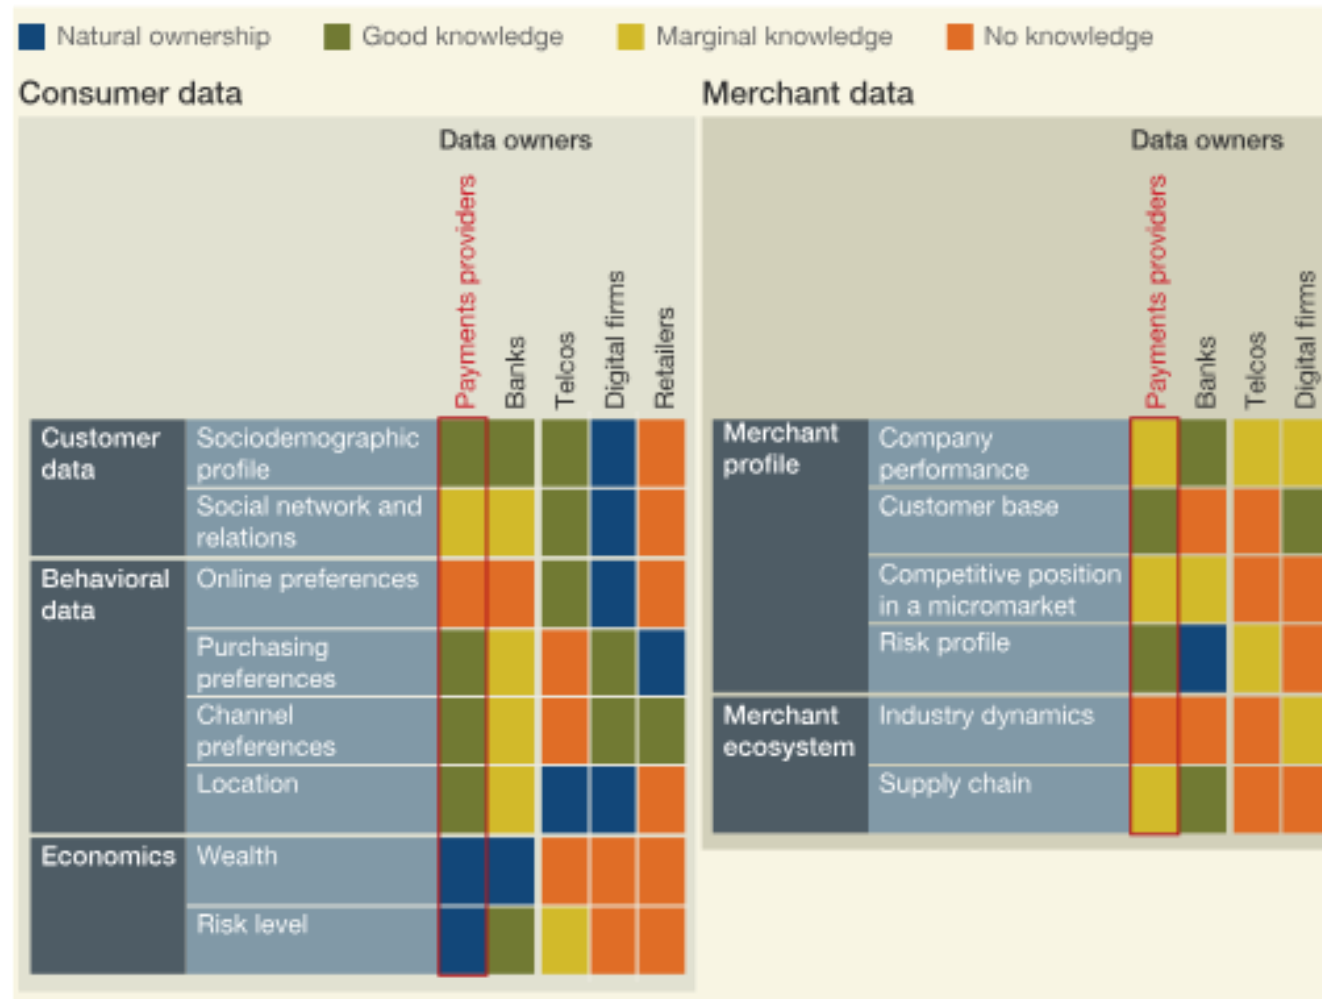 Natural ownership
Good knowledge
Marginal knowledge
No knowledge
Consumer data
Data owners
Payments providers
Banks
Telcos
Digital firms
Retailers
Customer
data
Sociodemographic
profile
Social network and
relations
Behavioral
data
Online preferences
Purchasing
preferences
Channel
preferences
Location
Economics
Wealth
Risk level
Merchant data
Data owners
Payments providers
Banks
Telcos
Digital firms
Merchant
profile
Company
performance
Customer base
Competitive position
in a micromarket
Risk profile
Merchant
ecosystem
Industry dynamics
Supply chain